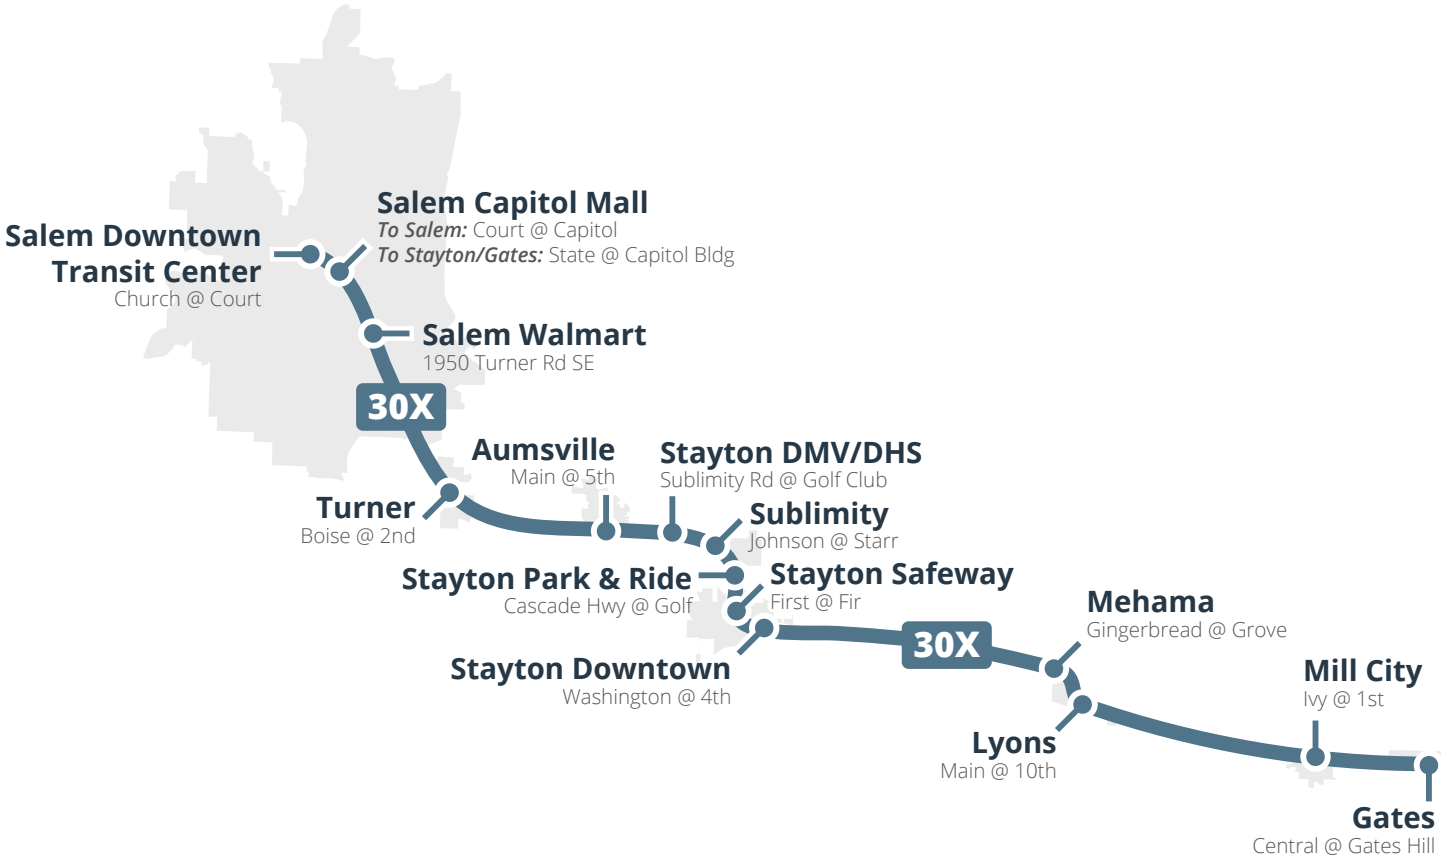 Salem Capitol Mall
To Salem: Court @ Capitol
To Stayton/Gates: State @ Capitol Bldg
Salem Downtown
Transit Center
Church @ Court
Salem Walmart
1950 Turner Rd SE
30X
Aumsville
Main @ 5th
Stayton DMV/DHS
Sublimity Rd @ Golf Club
Turner
Boise @ 2nd
Sublimity
Johnson @ Starr
Stayton Park & Ride
Cascade Hwy @ Golf
Stayton Safeway
First @ Fir
Mehama
Gingerbread @ Grove
30X
Stayton Downtown
Washington @ 4th
Mill City
Ivy @ 1st
Lyons
Main @ 10th
Gates
Central @ Gates Hill